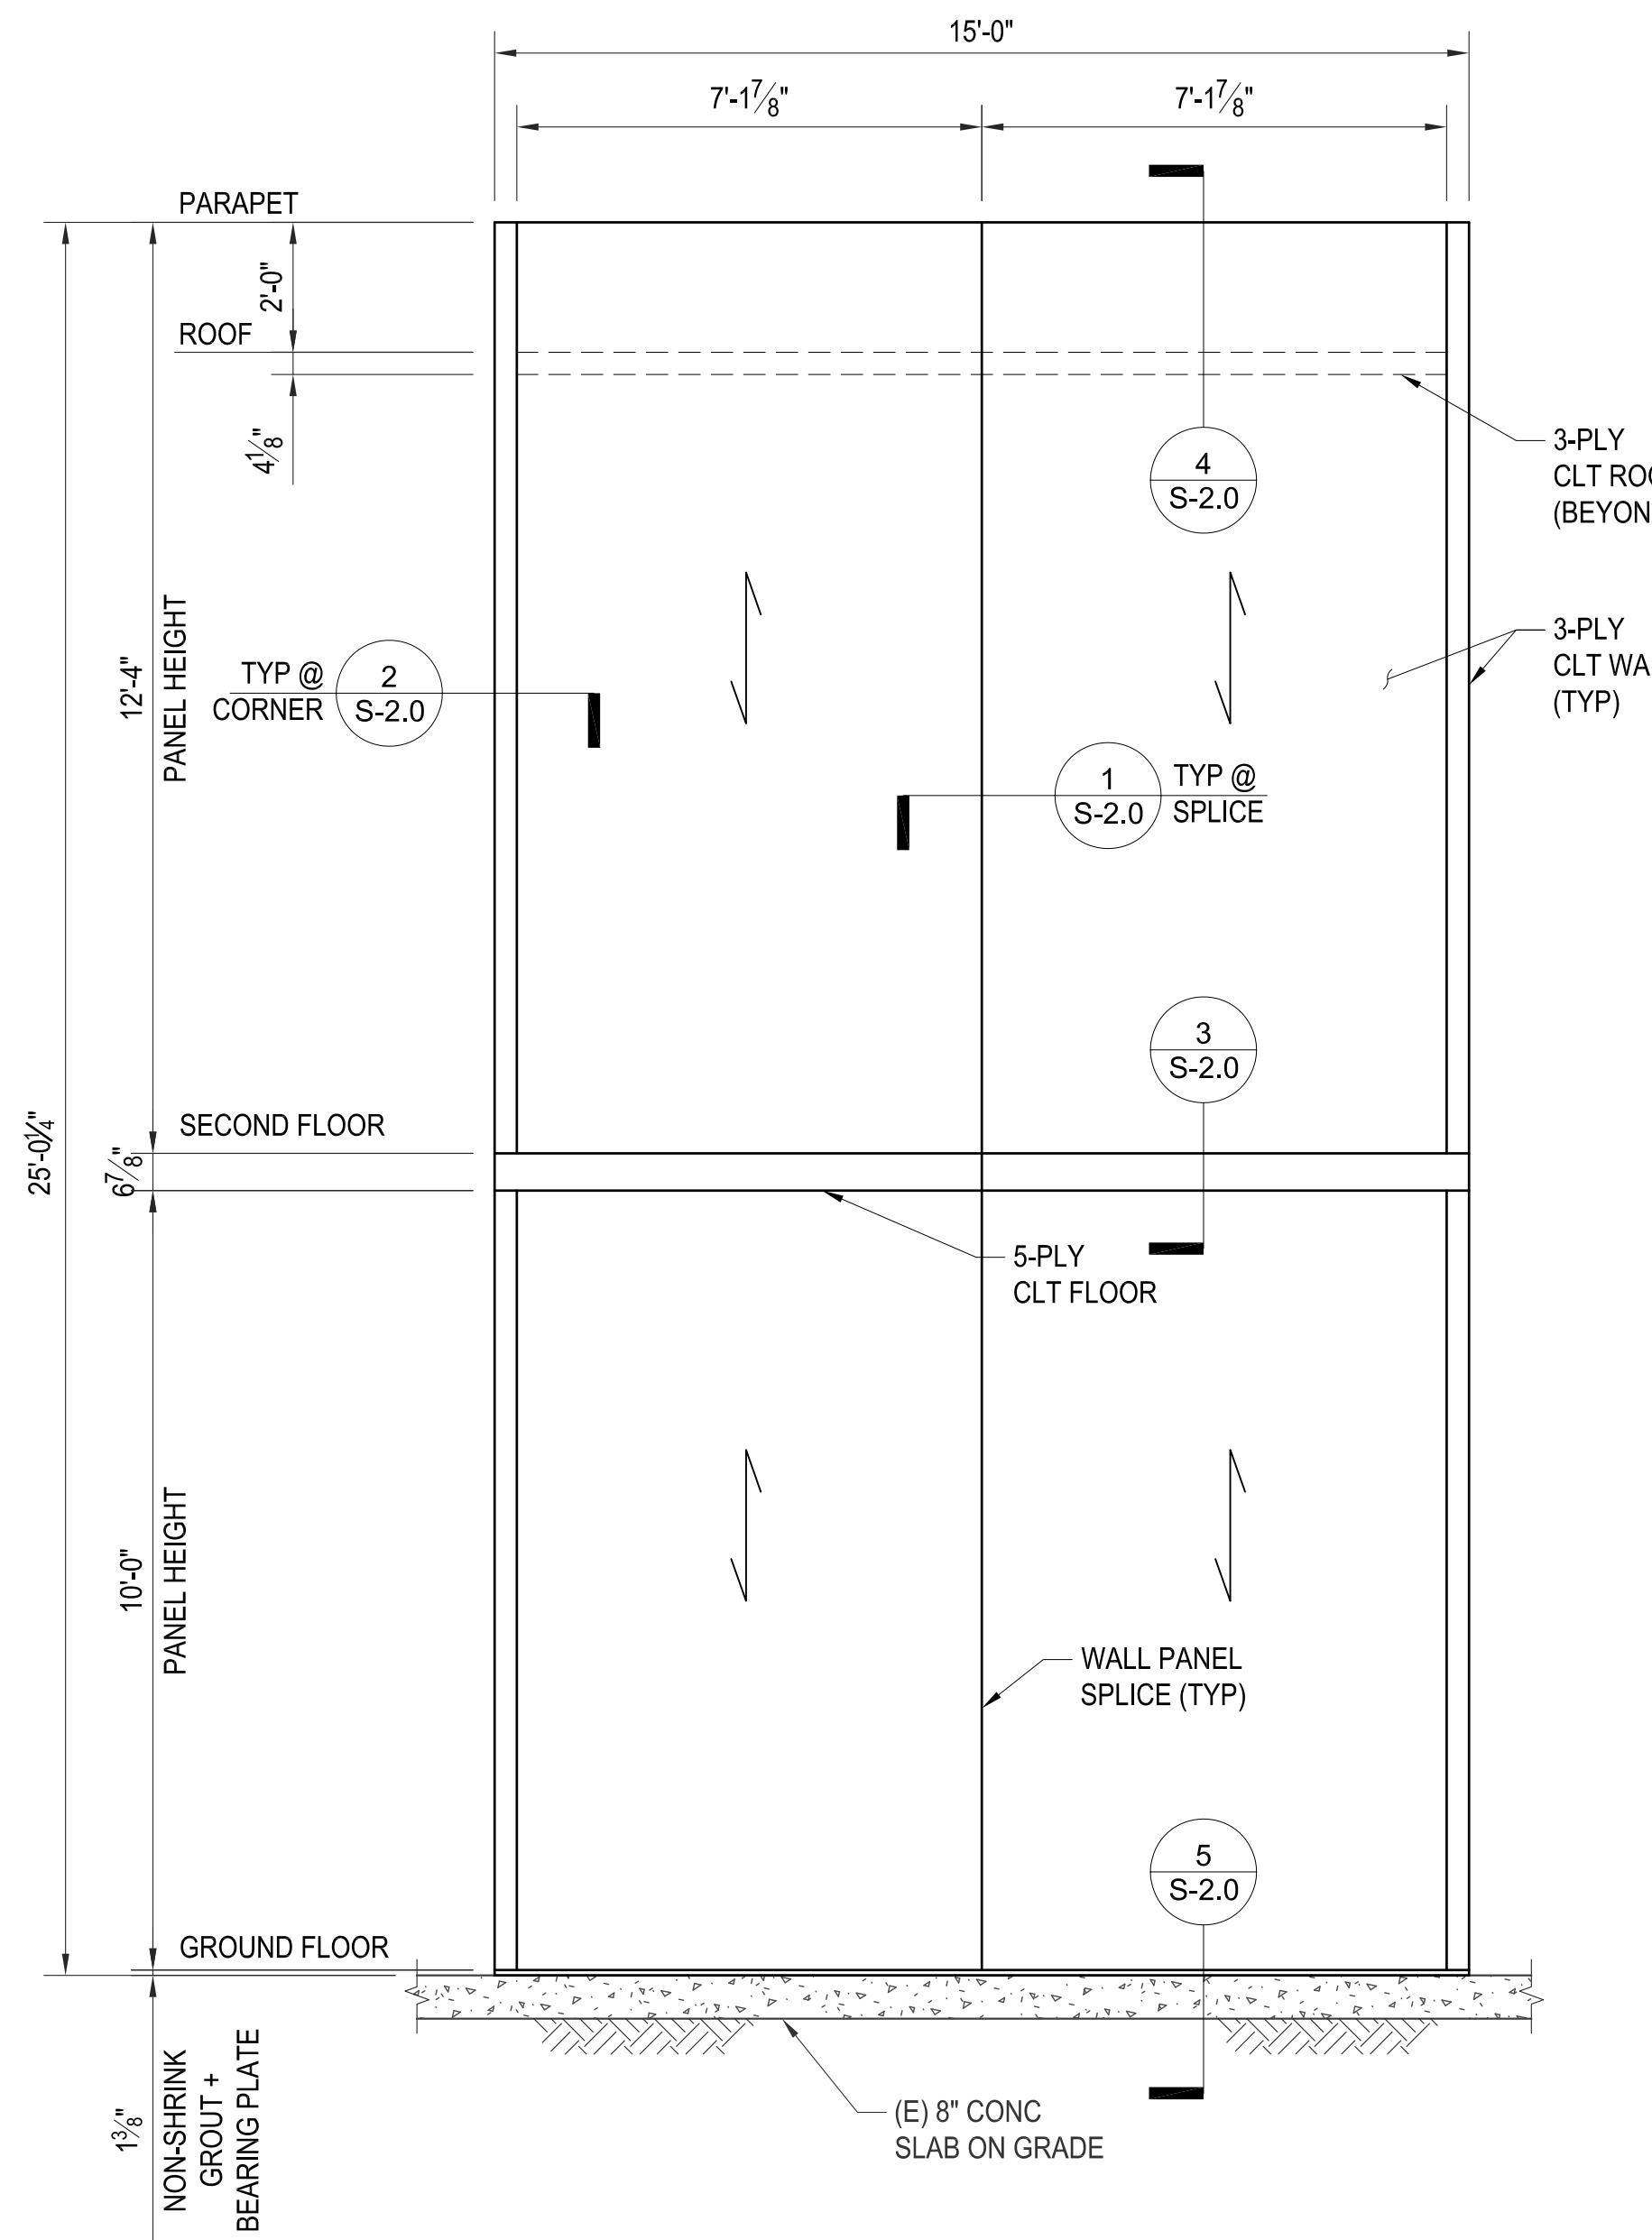 15'-0"
7'-1⅞"
7'-1⅞"
PARAPET
2'-0"
ROOF
4⅛"
4
S-2.0
3-PLY
CLT ROO
(BEYON
3-PLY
CLT WA
(TYP)
12'-4"
PANEL HEIGHT
TYP @
CORNER
2
S-2.0
1
S-2.0
TYP @
SPLICE
3
S-2.0
25'-0¼"
SECOND FLOOR
6⅞"
5-PLY
CLT FLOOR
10'-0"
PANEL HEIGHT
WALL PANEL
SPLICE (TYP)
5
S-2.0
GROUND FLOOR
1⅜"
NON-SHRINK
GROUT +
BEARING PLATE
(E) 8" CONC
SLAB ON GRADE